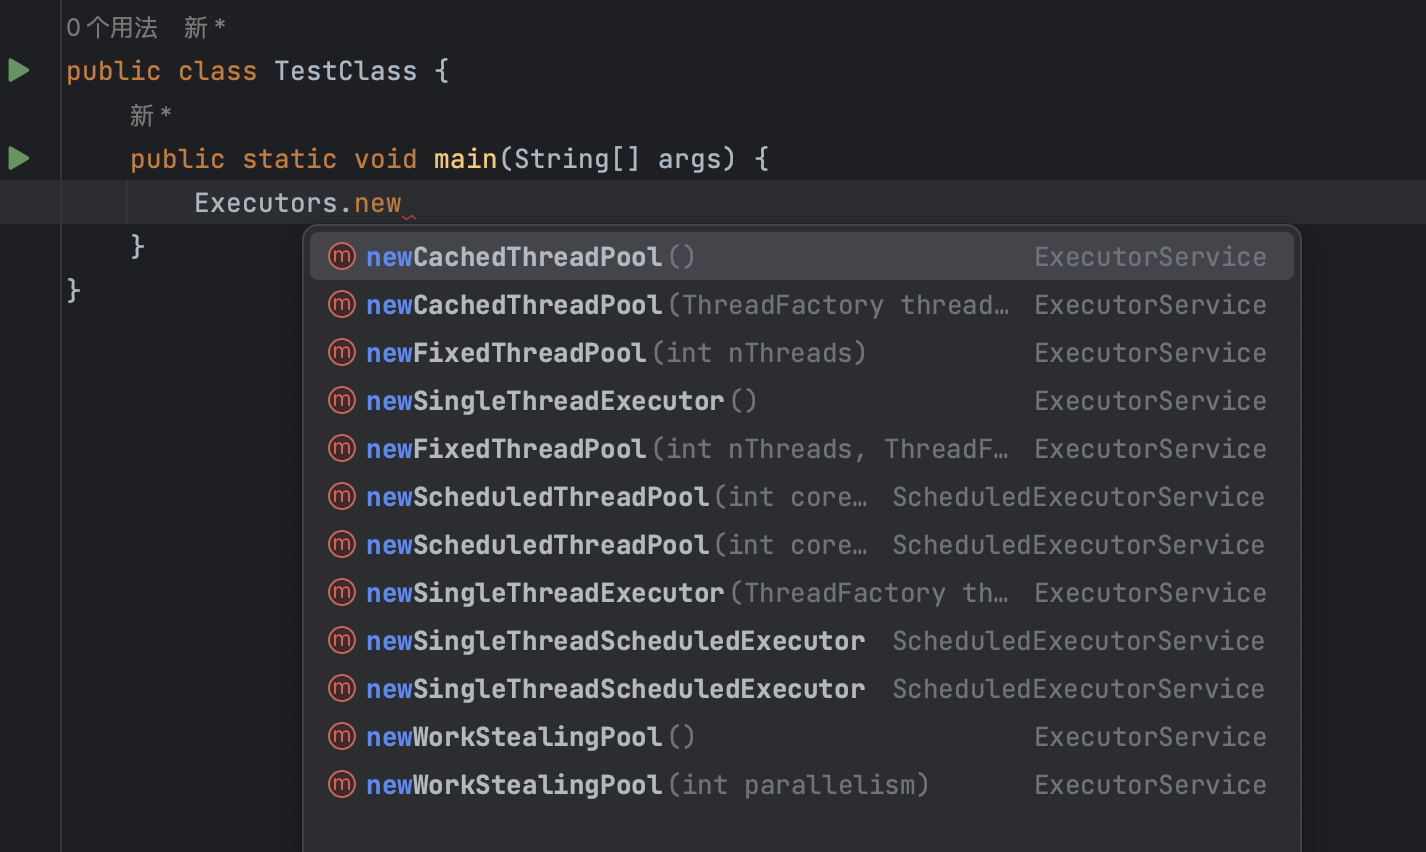 0 个用法 新 *
public class TestClass {
新 *
public static void main(String[] args) {
Executors.new
}
}
m newCachedThreadPool() ExecutorService
m newCachedThreadPool(ThreadFactory thread… ExecutorService
m newFixedThreadPool(int nThreads) ExecutorService
m newSingleThreadExecutor() ExecutorService
m newFixedThreadPool(int nThreads, ThreadF… ExecutorService
m newScheduledThreadPool(int core… ScheduledExecutorService
m newScheduledThreadPool(int core… ScheduledExecutorService
m newSingleThreadExecutor(ThreadFactory th… ExecutorService
m newSingleThreadScheduledExecutor ScheduledExecutorService
m newSingleThreadScheduledExecutor ScheduledExecutorService
m newWorkStealingPool() ExecutorService
m newWorkStealingPool(int parallelism) ExecutorService